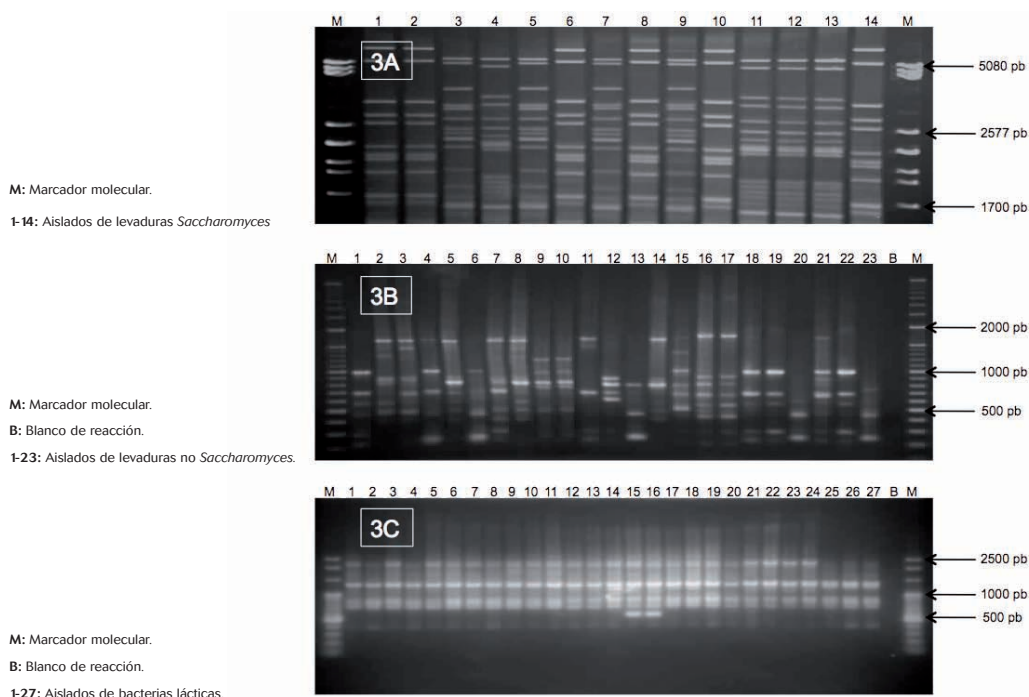 M 1 2 3 4 5 6 7 8 9 10 11 12 13 14 M
3A
5080 pb
2577 pb
1700 pb
M: Marcador molecular.
1-14: Aislados de levaduras Saccharomyces
M 1 2 3 4 5 6 7 8 9 10 11 12 13 14 15 16 17 18 19 20 21 22 23 B M
3B
2000 pb
1000 pb
500 pb
M: Marcador molecular.
B: Blanco de reacción.
1-23: Aislados de levaduras no Saccharomyces.
M 1 2 3 4 5 6 7 8 9 10 11 12 13 14 15 16 17 18 19 20 21 22 23 24 25 26 27 B M
3C
2500 pb
1000 pb
500 pb
M: Marcador molecular.
B: Blanco de reacción.
1-27: Aislados de bacterias lácticas